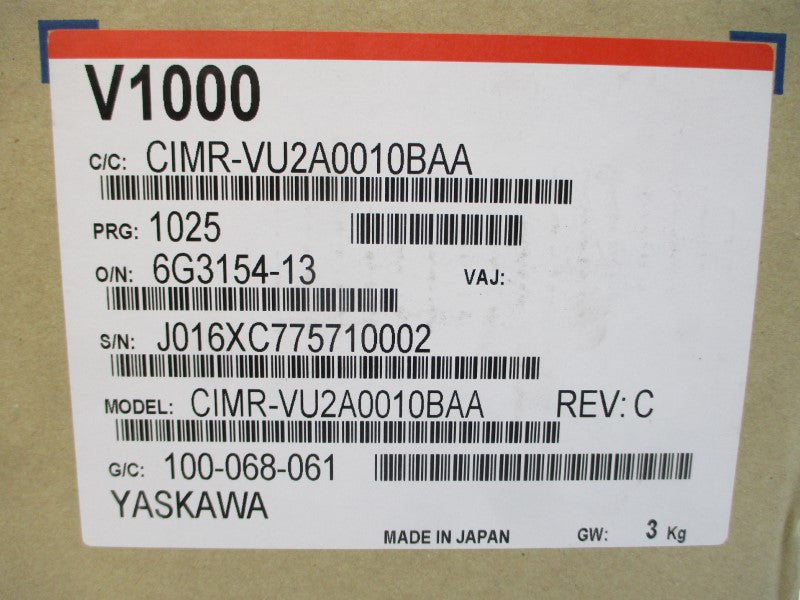 V1000
C/C: CIMR-VU2A0010BAA
PRG: 1025
O/N: 6G3154-13 VAJ:
S/N: J016XC775710002
MODEL: CIMR-VU2A0010BAA REV: C
G/C: 100-068-061
YASKAWA
MADE IN JAPAN GW: 3 Kg